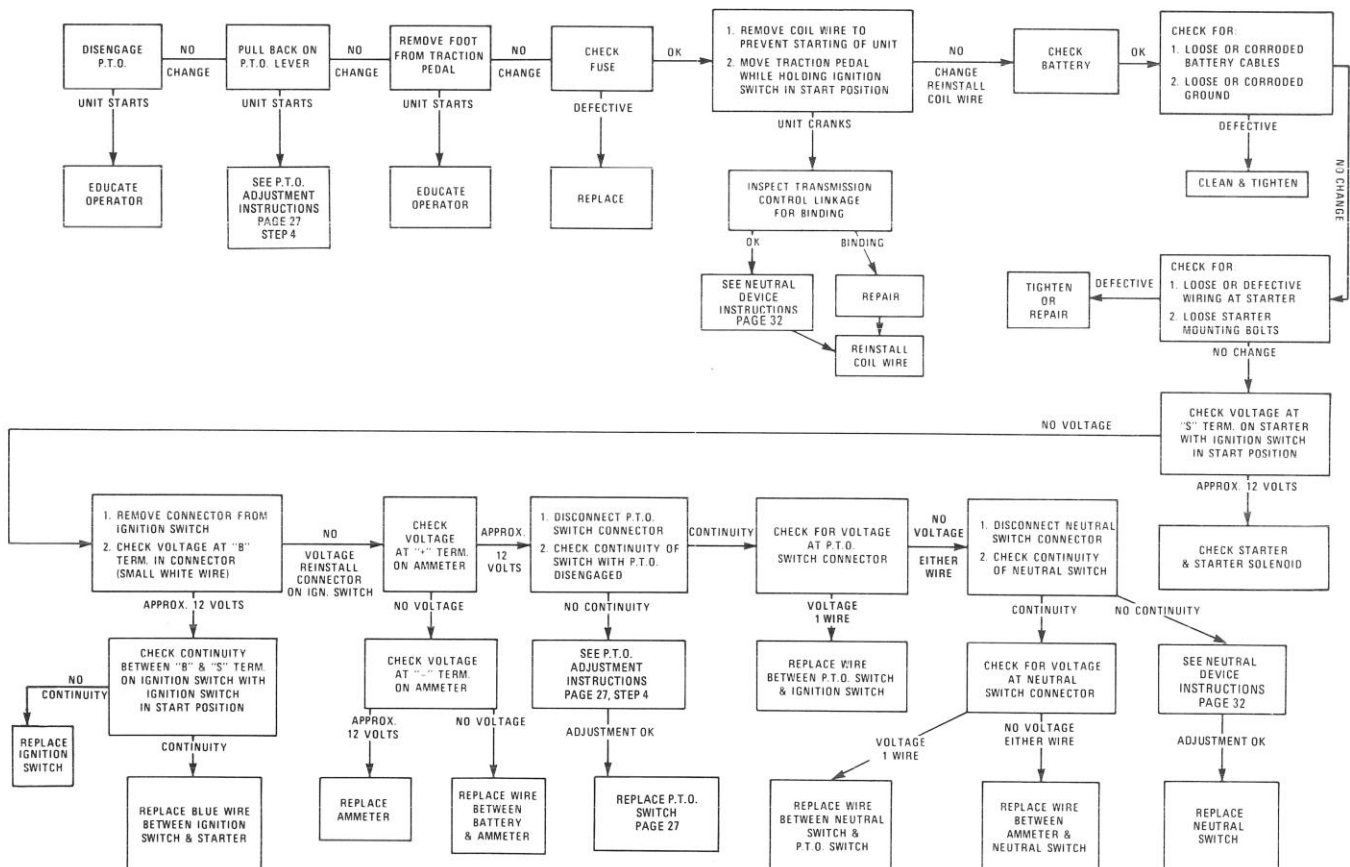 DISENGAGE
P.T.O.
NO
CHANGE
UNIT STARTS
EDUCATE
OPERATOR
PULL BACK ON
P.T.O. LEVER
NO
CHANGE
UNIT STARTS
SEE P.T.O.
ADJUSTMENT
INSTRUCTIONS
PAGE 27
STEP 4
REMOVE FOOT
FROM TRACTION
PEDAL
NO
CHANGE
UNIT STARTS
EDUCATE
OPERATOR
CHECK
FUSE
OK
DEFECTIVE
REPLACE
1. REMOVE COIL WIRE TO
PREVENT STARTING OF UNIT
2. MOVE TRACTION PEDAL
WHILE HOLDING IGNITION
SWITCH IN START POSITION
NO
CHANGE
REINSTALL
COIL WIRE
UNIT CRANKS
INSPECT TRANSMISSION
CONTROL LINKAGE
FOR BINDING
OK
BINDING
SEE NEUTRAL
DEVICE
INSTRUCTIONS
PAGE 32
REPAIR
REINSTALL
COIL WIRE
CHECK
BATTERY
OK
CHECK FOR:
1. LOOSE OR CORRODED
BATTERY CABLES
2. LOOSE OR CORRODED
GROUND
DEFECTIVE
CLEAN & TIGHTEN
NO CHANGE
CHECK FOR:
1. LOOSE OR DEFECTIVE
WIRING AT STARTER
2. LOOSE STARTER
MOUNTING BOLTS
DEFECTIVE
TIGHTEN
OR
REPAIR
NO CHANGE
CHECK VOLTAGE AT
"S" TERM. ON STARTER
WITH IGNITION SWITCH
IN START POSITION
NO VOLTAGE
APPROX. 12 VOLTS
CHECK STARTER
& STARTER SOLENOID
1. REMOVE CONNECTOR FROM
IGNITION SWITCH
2. CHECK VOLTAGE AT "B"
TERM. IN CONNECTOR
(SMALL WHITE WIRE)
NO
VOLTAGE
REINSTALL
CONNECTOR
ON IGN. SWITCH
APPROX. 12 VOLTS
CHECK CONTINUITY
BETWEEN "B" & "S" TERM.
ON IGNITION SWITCH WITH
IGNITION SWITCH
IN START POSITION
NO
CONTINUITY
REPLACE
IGNITION
SWITCH
CONTINUITY
REPLACE BLUE WIRE
BETWEEN IGNITION
SWITCH & STARTER
CHECK
VOLTAGE
AT "+" TERM.
ON AMMETER
APPROX.
12
VOLTS
NO VOLTAGE
CHECK VOLTAGE
AT "-" TERM.
ON AMMETER
APPROX.
12 VOLTS
NO VOLTAGE
REPLACE
AMMETER
REPLACE WIRE
BETWEEN
BATTERY
& AMMETER
1. DISCONNECT P.T.O.
SWITCH CONNECTOR
2. CHECK CONTINUITY OF
SWITCH WITH P.T.O.
DISENGAGED
CONTINUITY
NO CONTINUITY
SEE P.T.O.
ADJUSTMENT
INSTRUCTIONS
PAGE 27, STEP 4
ADJUSTMENT OK
REPLACE P.T.O.
SWITCH
PAGE 27
CHECK FOR VOLTAGE
AT P.T.O.
SWITCH CONNECTOR
NO
VOLTAGE
EITHER
WIRE
VOLTAGE
1 WIRE
REPLACE WIRE
BETWEEN P.T.O. SWITCH
& IGNITION SWITCH
1. DISCONNECT NEUTRAL
SWITCH CONNECTOR
2. CHECK CONTINUITY
OF NEUTRAL SWITCH
CONTINUITY
NO CONTINUITY
CHECK FOR VOLTAGE
AT NEUTRAL
SWITCH CONNECTOR
VOLTAGE
1 WIRE
NO VOLTAGE
EITHER WIRE
REPLACE WIRE
BETWEEN NEUTRAL
SWITCH &
P.T.O. SWITCH
REPLACE WIRE
BETWEEN
AMMETER &
NEUTRAL SWITCH
SEE NEUTRAL
DEVICE
INSTRUCTIONS
PAGE 32
ADJUSTMENT OK
REPLACE
NEUTRAL
SWITCH